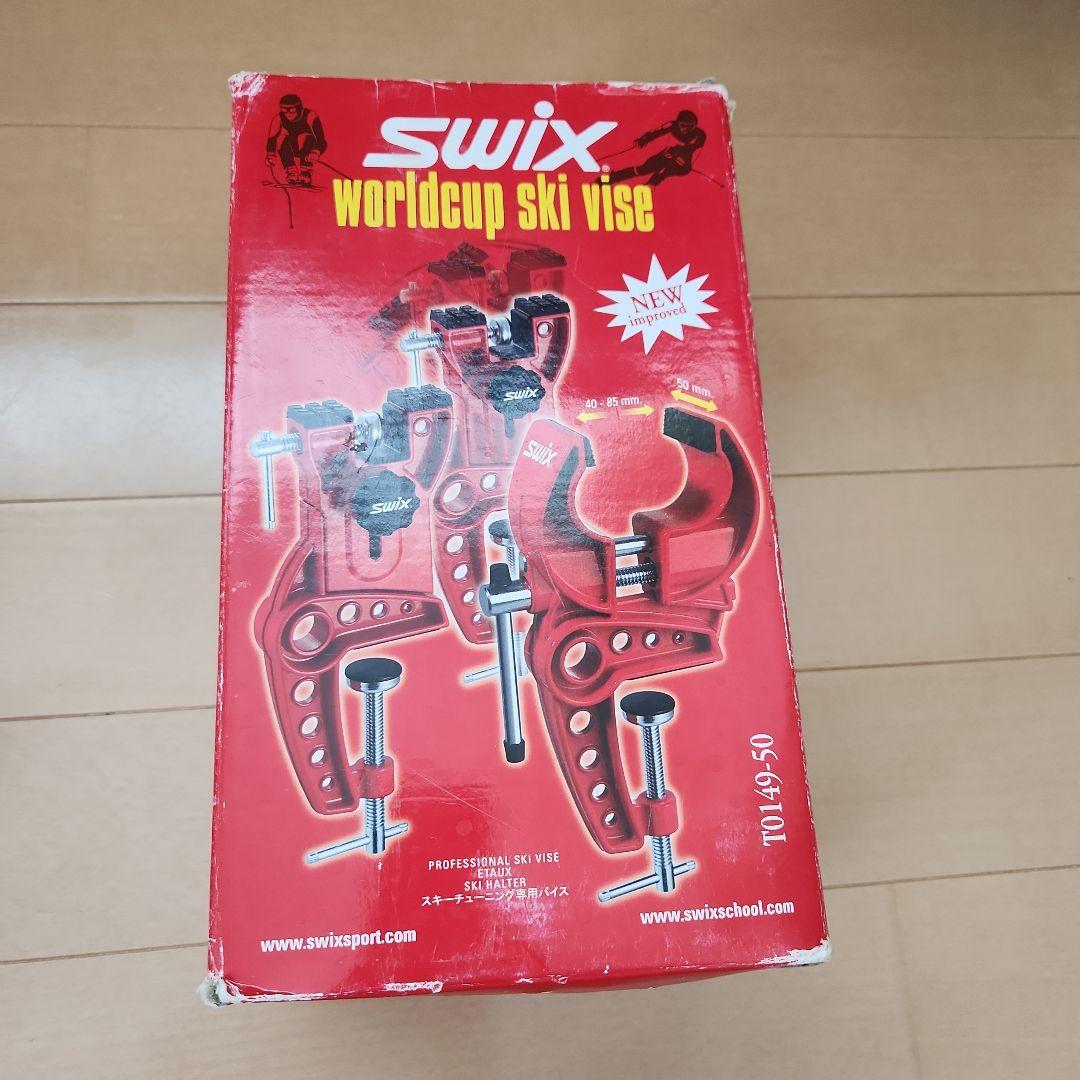 SWIX
worldcup ski vise
NEW
improved
50 mm.
40 - 85 mm.
SWIX
SWIX
SWIX
T0149-50
PROFESSIONAL SKI VISE
ETAUX
SKI HALTER
スキーチューニング専用バイス
www.swixsport.com
www.swixschool.com